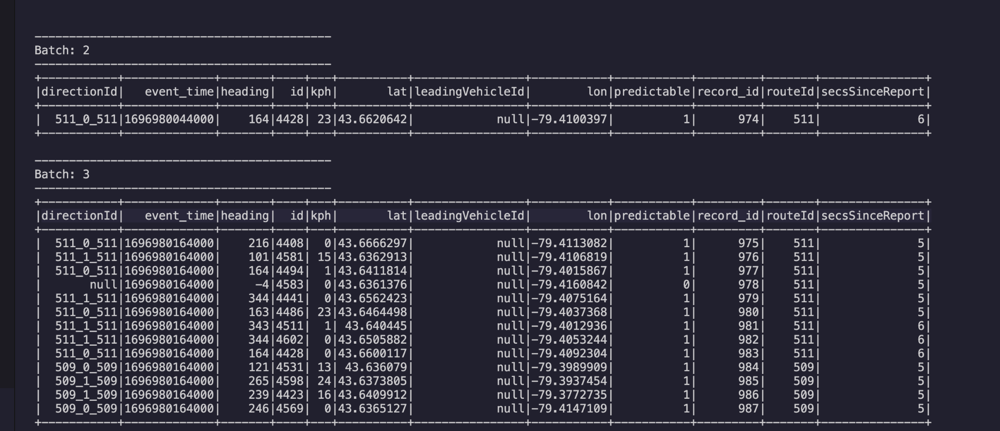 -------------------------------------------
Batch: 2
-------------------------------------------
+-----------+-------------+-------+----+---+----------+----------------+-----------+-----------+---------+-------+---------------+
|directionId|   event_time|heading|  id|kph|       lat|leadingVehicleId|        lon|predictable|record_id|routeId|secsSinceReport|
+-----------+-------------+-------+----+---+----------+----------------+-----------+-----------+---------+-------+---------------+
|  511_0_511|1696980044000|    164|4428| 23|43.6620642|            null|-79.4100397|          1|      974|    511|              6|
+-----------+-------------+-------+----+---+----------+----------------+-----------+-----------+---------+-------+---------------+
-------------------------------------------
Batch: 3
-------------------------------------------
+-----------+-------------+-------+----+---+----------+----------------+-----------+-----------+---------+-------+---------------+
|directionId|   event_time|heading|  id|kph|       lat|leadingVehicleId|        lon|predictable|record_id|routeId|secsSinceReport|
+-----------+-------------+-------+----+---+----------+----------------+-----------+-----------+---------+-------+---------------+
|  511_0_511|1696980164000|    216|4408|  0|43.6666297|            null|-79.4113082|          1|      975|    511|              5|
|  511_1_511|1696980164000|    101|4581| 15|43.6362913|            null|-79.4106819|          1|      976|    511|              5|
|  511_0_511|1696980164000|    164|4494|  1|43.6411814|            null|-79.4015867|          1|      977|    511|              5|
|       null|1696980164000|     -4|4583|  0|43.6361376|            null|-79.4160842|          0|      978|    511|              5|
|  511_1_511|1696980164000|    344|4441|  0|43.6562423|            null|-79.4075164|          1|      979|    511|              5|
|  511_0_511|1696980164000|    163|4486| 23|43.6464498|            null|-79.4037368|          1|      980|    511|              5|
|  511_1_511|1696980164000|    343|4511|  1| 43.640445|            null|-79.4012936|          1|      981|    511|              6|
|  511_1_511|1696980164000|    344|4602|  0|43.6505882|            null|-79.4053244|          1|      982|    511|              6|
|  511_0_511|1696980164000|    164|4428|  0|43.6600117|            null|-79.4092304|          1|      983|    511|              6|
|  509_0_509|1696980164000|    121|4531| 13| 43.636079|            null|-79.3989909|          1|      984|    509|              5|
|  509_1_509|1696980164000|    265|4598| 24|43.6373805|            null|-79.3937454|          1|      985|    509|              5|
|  509_1_509|1696980164000|    239|4423| 16|43.6409912|            null|-79.3772735|          1|      986|    509|              5|
|  509_0_509|1696980164000|    246|4569|  0|43.6365127|            null|-79.4147109|          1|      987|    509|              5|
+-----------+-------------+-------+----+---+----------+----------------+-----------+-----------+---------+-------+---------------+